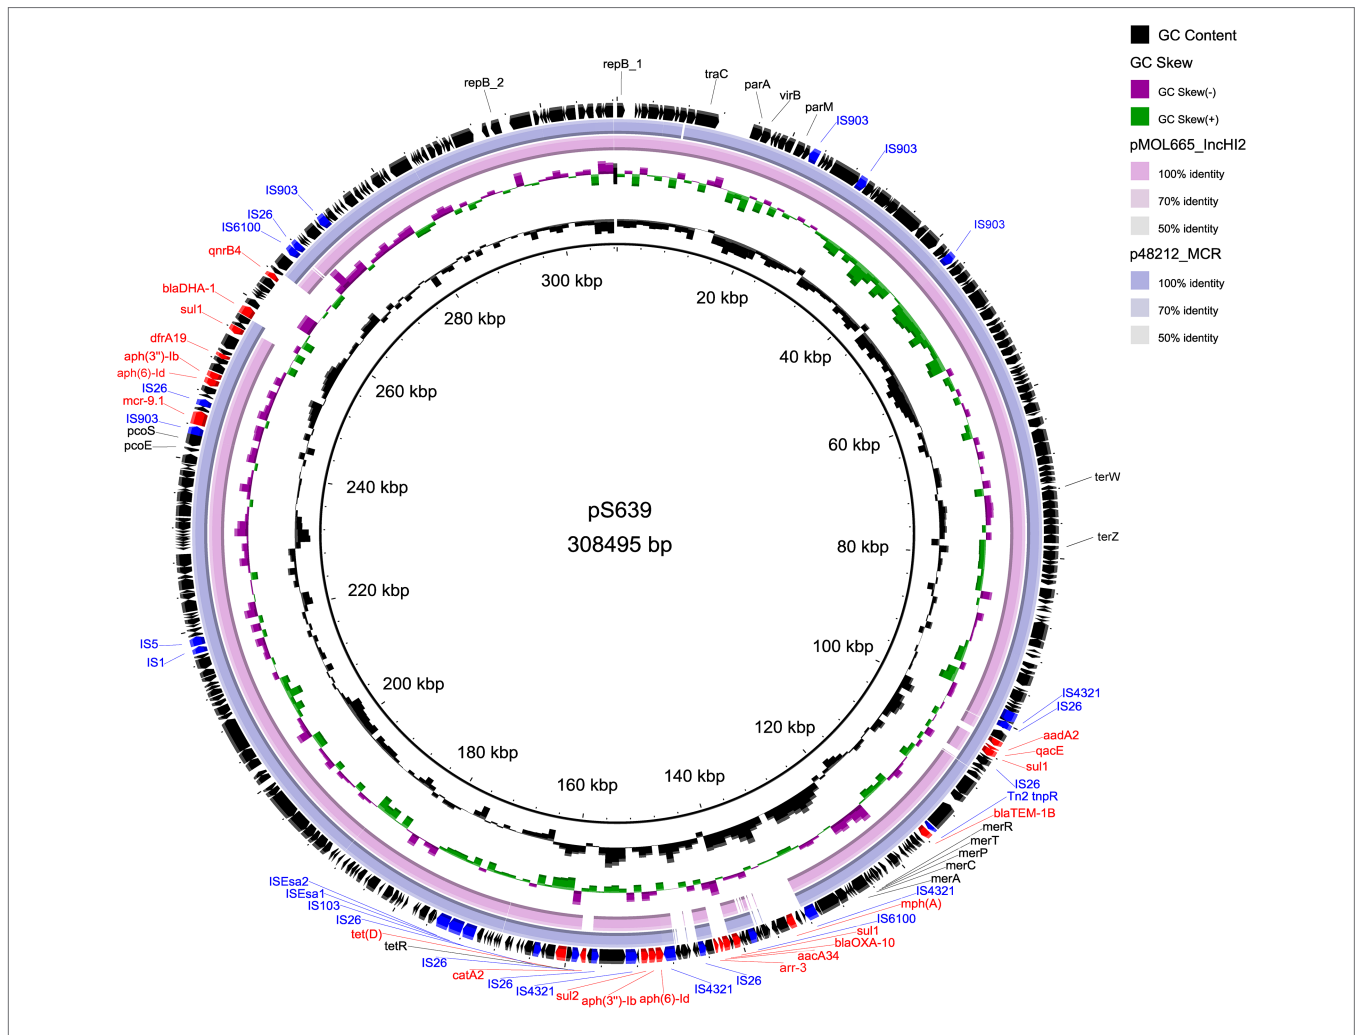 GC Content
GC Skew
GC Skew(-)
GC Skew(+)
pMOL665_IncHI2
100% identity
70% identity
50% identity
p48212_MCR
100% identity
70% identity
50% identity
repB_2
repB_1
traC
parA
virB
parM
IS903
IS903
IS903
terW
terZ
IS4321
IS26
aadA2
qacE
sul1
IS26
Tn2 tnpR
blaTEM-1B
merR
merT
merP
merC
merA
IS4321
mph(A)
IS6100
sul1
blaOXA-10
aacA34
arr-3
IS26
IS4321
aph(6)-Id
aph(3'')-Ib
sul2
IS4321
IS26
catA2
IS26
tetR
tet(D)
IS26
IS103
ISEsa1
ISEsa2
IS1
IS5
pcoE
pcoS
IS903
mcr-9.1
IS26
aph(6)-Id
aph(3'')-Ib
dfrA19
sul1
blaDHA-1
qnrB4
IS6100
IS26
IS903
20 kbp
40 kbp
60 kbp
80 kbp
100 kbp
120 kbp
140 kbp
160 kbp
180 kbp
200 kbp
220 kbp
240 kbp
260 kbp
280 kbp
300 kbp
pS639
308495 bp